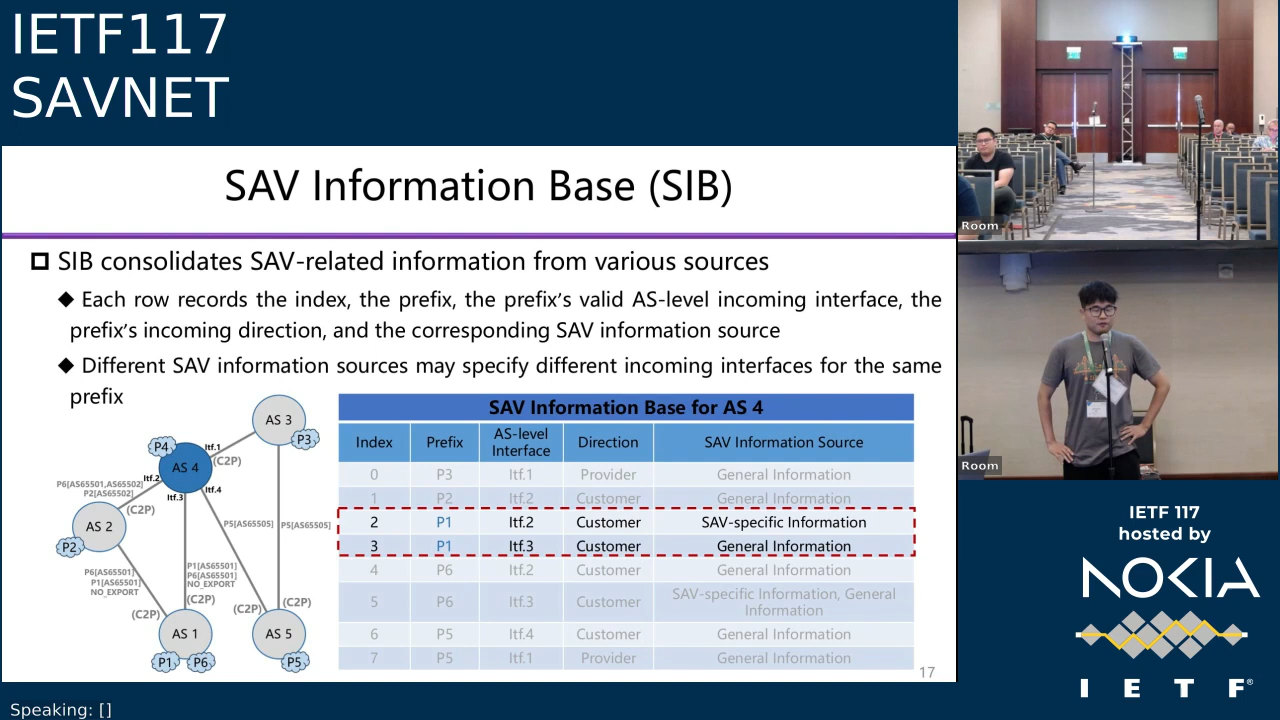 IETF117
SAVNET
SAV Information Base (SIB)
SIB consolidates SAV-related information from various sources
Each row records the index, the prefix, the prefix's valid AS-level incoming interface, the
prefix's incoming direction, and the corresponding SAV information source
Different SAV information sources may specify different incoming interfaces for the same
prefix
AS 3
P3
P4
Itf.1
(C2P)
AS 4
Itf.2
Itf.3
Itf.4
P6[AS65501,AS65502]
P2[AS65502]
(C2P)
AS 2
P2
P5[AS65505]
P5[AS65505]
P6[AS65501]
P1[AS65501]
NO_EXPORT
P1[AS65501]
P6[AS65501]
NO_EXPORT
(C2P)
(C2P)
(C2P)
(C2P)
AS 1
AS 5
P1
P6
P5
SAV Information Base for AS 4
Index Prefix AS-level Interface Direction SAV Information Source
0 P3 Itf.1 Provider General Information
1 P2 Itf.2 Customer General Information
2 P1 Itf.2 Customer SAV-specific Information
3 P1 Itf.3 Customer General Information
4 P6 Itf.2 Customer General Information
5 P6 Itf.3 Customer SAV-specific Information, General
Information
6 P5 Itf.4 Customer General Information
7 P5 Itf.1 Provider General Information
17
Room
Room
IETF 117
hosted by
NOKIA
I E T F®
Speaking: []